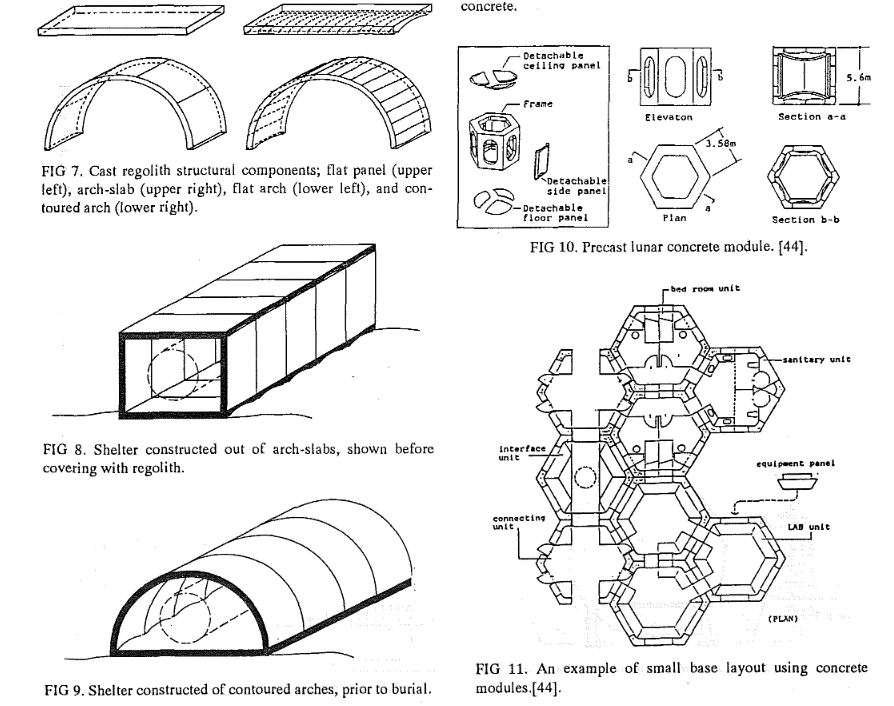 FIG 7. Cast regolith structural components; flat panel (upper
left), arch-slab (upper right), flat arch (lower left), and con-
toured arch (lower right).
FIG 8. Shelter constructed out of arch-slabs, shown before
covering with regolith.
FIG 9. Shelter constructed of contoured arches, prior to burial.
concrete.
Detachable
ceiling panel
Frame
Detachable
side panel
Detachable
floor panel
b
b
Elevaton
5.6m
Section a-a
3.58m
a
a
Plan
Section b-b
FIG 10. Precast lunar concrete module. [44].
bed room unit
sanitary unit
interface
unit
equipment panel
connecting
unit
LAB unit
(PLAN)
FIG 11. An example of small base layout using concrete
modules.[44].